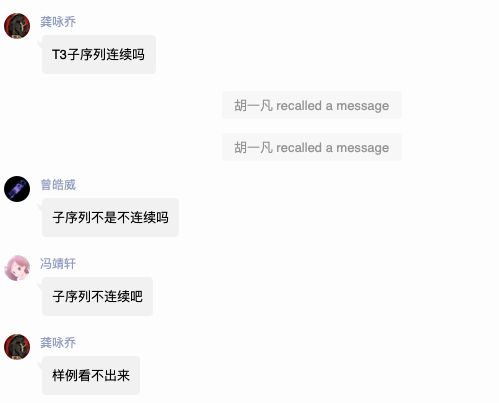 龚咏乔
T3子序列连续吗
胡一凡 recalled a message
胡一凡 recalled a message
曾皓威
子序列不是不连续吗
冯靖轩
子序列不连续吧
龚咏乔
样例看不出来